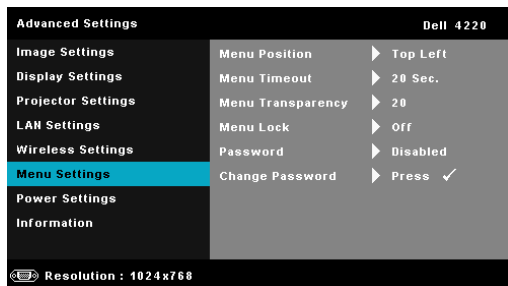 Advanced Settings Dell 4220
Image Settings Menu Position Top Left
Display Settings Menu Timeout 20 Sec.
Projector Settings Menu Transparency 20
LAN Settings Menu Lock Off
Wireless Settings Password Disabled
Menu Settings Change Password Press ✓
Power Settings
Information
Resolution : 1024x768